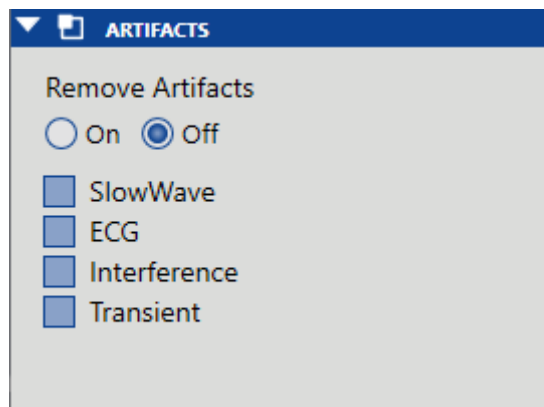 ARTIFACTS
Remove Artifacts
On Off
SlowWave
ECG
Interference
Transient